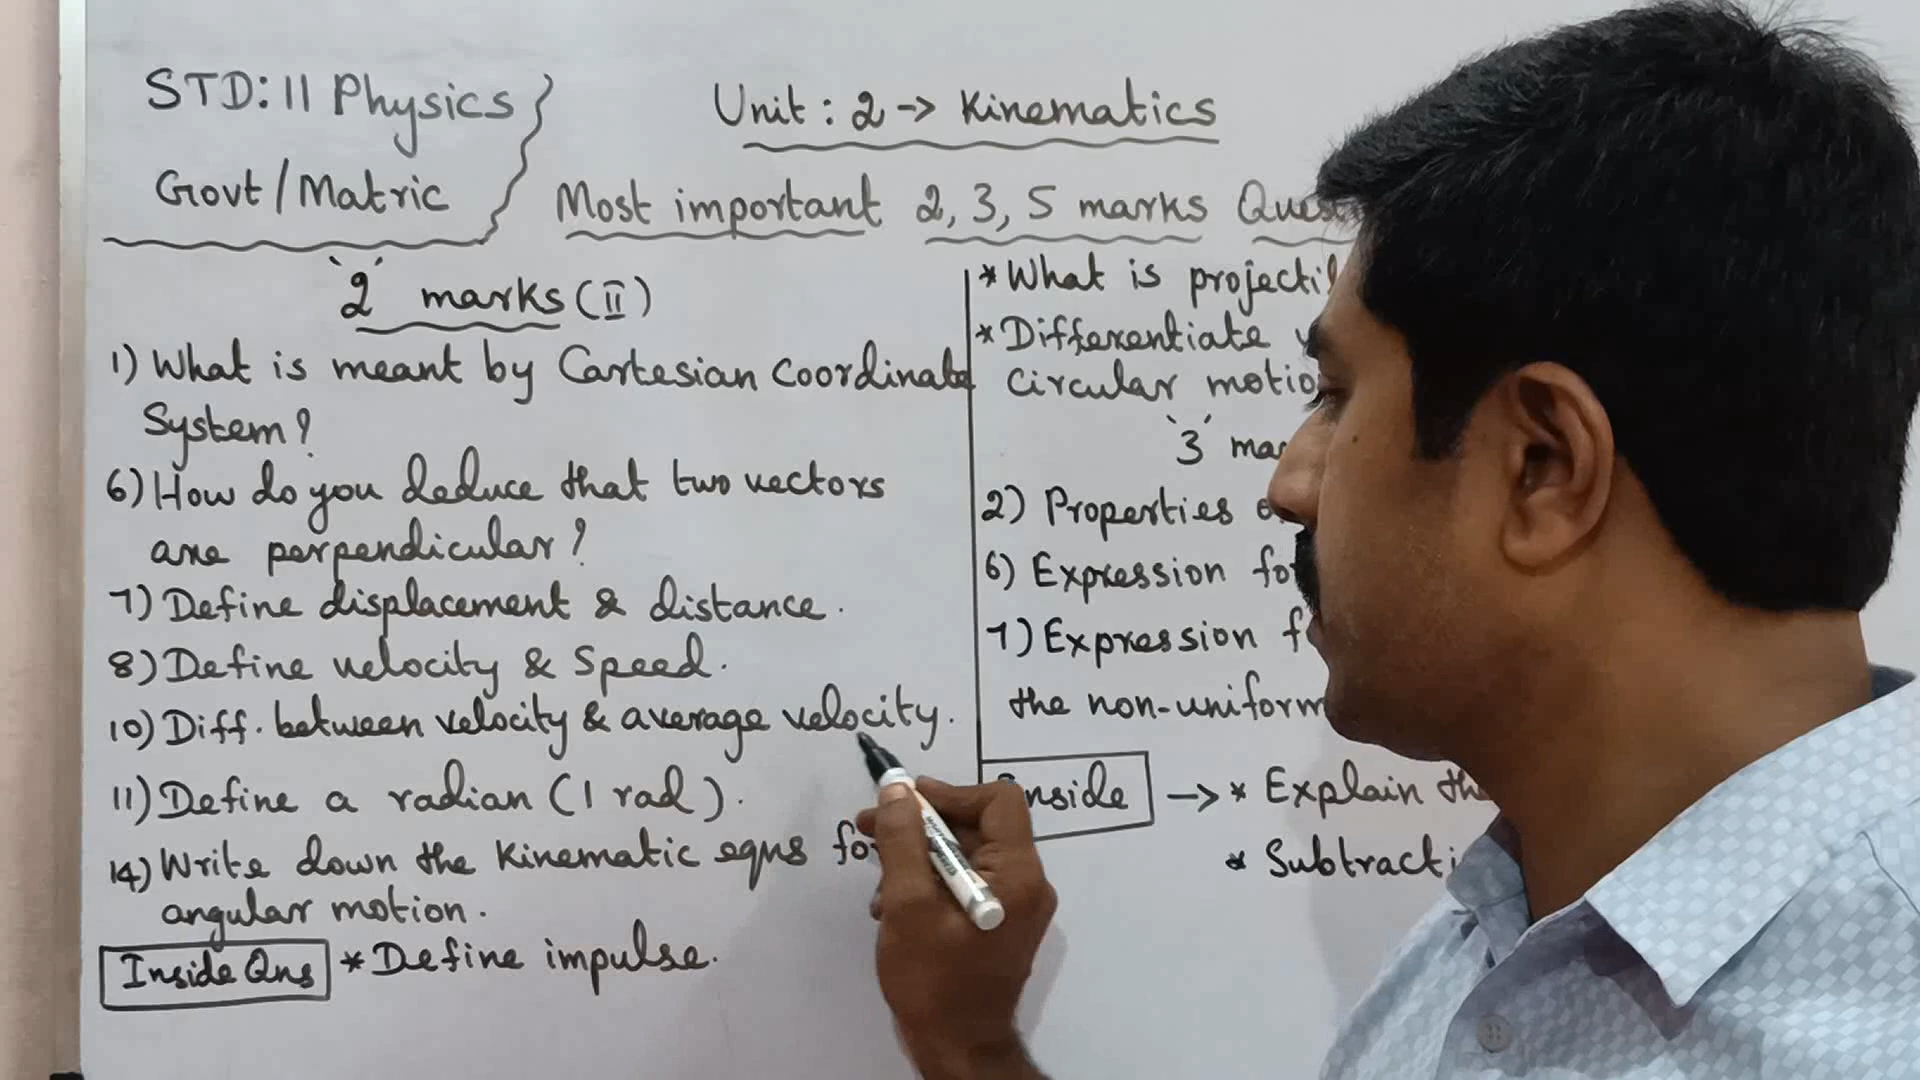 STD: 11 Physics
Govt/Matric
Unit: 2 → Kinematics
Most important 2, 3, 5 marks
'2' marks (II)
1) What is meant by Cartesian Coordinate
System?
6) How do you deduce that two vectors
are perpendicular?
7) Define displacement & distance.
8) Define velocity & Speed.
10) Diff. between velocity & average velocity.
11) Define a radian (1 rad).
14) Write down the Kinematic eqns
angular motion.
Inside Qns * Define impulse.
* What is
* Differentiate
Circular
'3'
2) Properties
6) Expression
7) Expression
the non-uniform
→ * Explain
*